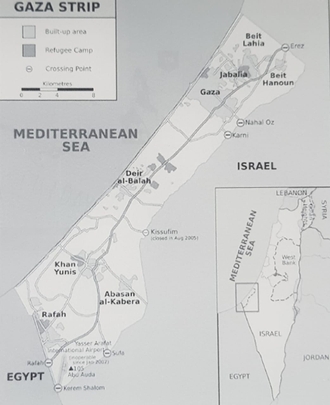 GAZA STRIP
Built-up area
Refugee Camp
Crossing Point
Kilometres
0 2 4 6 8
MEDITERRANEAN
SEA
Beit
Lahia
Erez
Jabalia
Beit
Hanoun
Gaza
Nahal Oz
Karni
ISRAEL
Deir
al-Balah
Kissufim
(closed in Aug 2005)
Khan
Yunis
Abasan
al-Kabera
Rafah
Yasser Arafat
International Airport
Sufa
Rafah
Abu Auda
EGYPT
Kerem Shalom
LEBANON
SYRIA
MEDITERRANEAN
SEA
West
Bank
ISRAEL
EGYPT
JORDAN